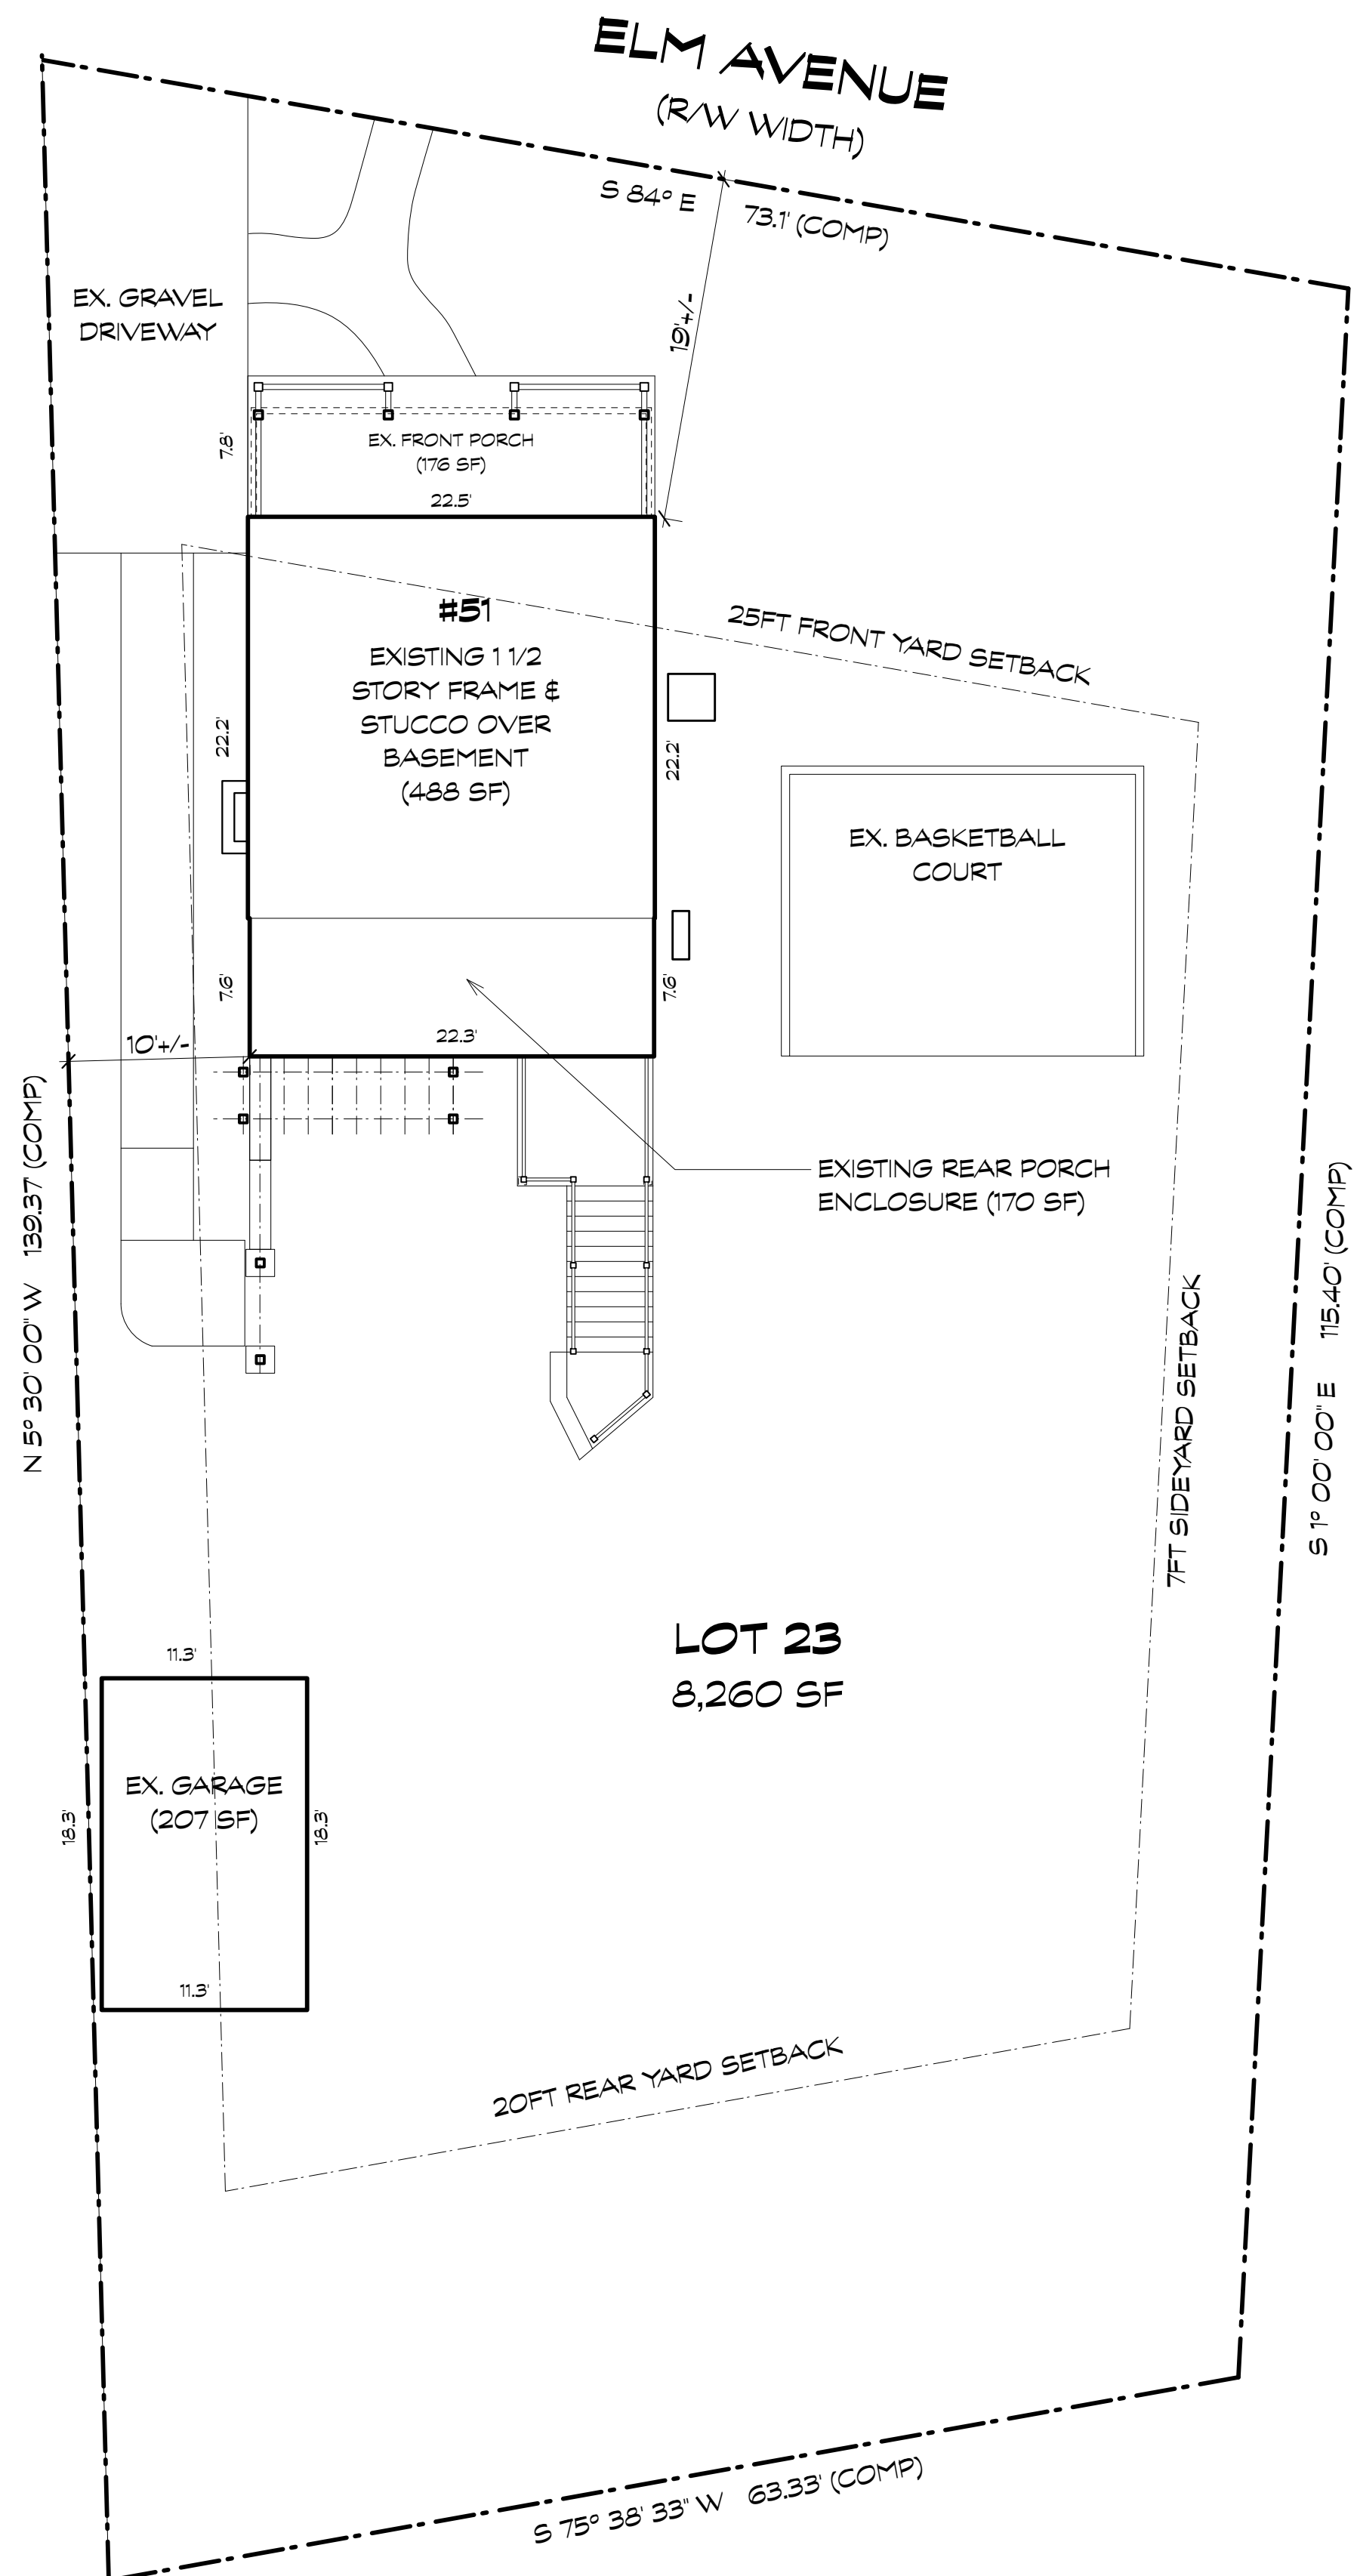 ELM AVENUE
(R/W WIDTH)
S 84° E
73.1' (COMP)
19'+/-
EX. GRAVEL
DRIVEWAY
7.8'
EX. FRONT PORCH
(176 SF)
22.5'
#51
EXISTING 1 1/2
STORY FRAME &
STUCCO OVER
BASEMENT
(488 SF)
25FT FRONT YARD SETBACK
22.2'
22.2'
EX. BASKETBALL
COURT
7.6'
7.6'
22.3'
10'+/-
N 5° 30' 00" W 139.37 (COMP)
EXISTING REAR PORCH
ENCLOSURE (170 SF)
7FT SIDEYARD SETBACK
S 1° 00' 00" E 115.40' (COMP)
LOT 23
8,260 SF
11.3'
EX. GARAGE
(207 SF)
18.3'
18.3'
11.3'
20FT REAR YARD SETBACK
S 75° 38' 33" W 63.33' (COMP)